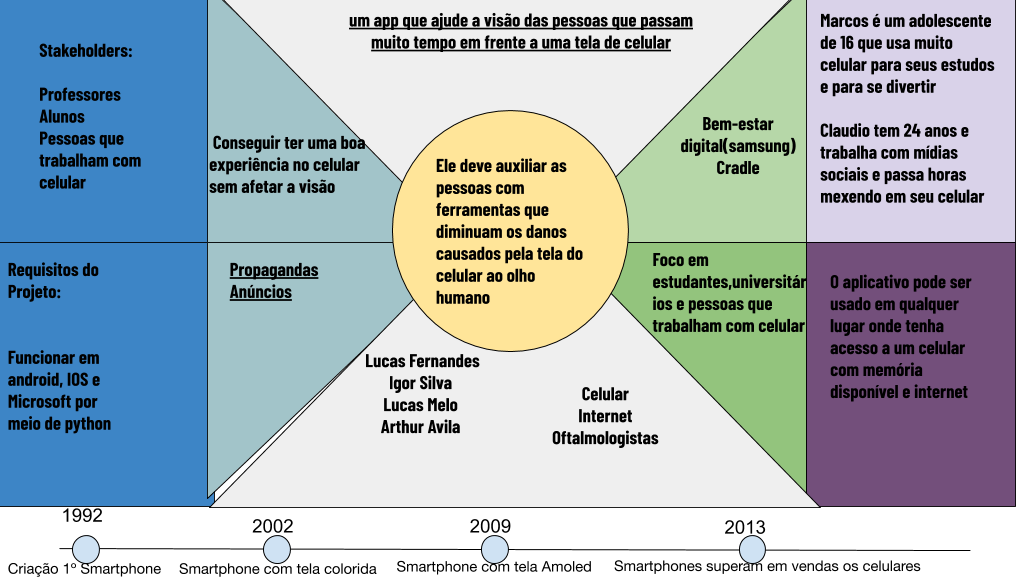 um app que ajude a visão das pessoas que passam
muito tempo em frente a uma tela de celular
Stakeholders:
Professores
Alunos
Pessoas que
trabalham com
celular
Conseguir ter uma boa
experiência no celular
sem afetar a visão
Ele deve auxiliar as
pessoas com
ferramentas que
diminuam os danos
causados pela tela do
celular ao olho
humano
Bem-estar
digital(samsung)
Cradle
Marcos é um adolescente
de 16 que usa muito
celular para seus estudos
e para se divertir
Claudio tem 24 anos e
trabalha com mídias
sociais e passa horas
mexendo em seu celular
Requisitos do
Projeto:
Funcionar em
android, IOS e
Microsoft por
meio de python
Propagandas
Anúncios
Lucas Fernandes
Igor Silva
Lucas Melo
Arthur Avila
Celular
Internet
Oftalmologistas
Foco em
estudantes,universitár
ios e pessoas que
trabalham com celular
O aplicativo pode ser
usado em qualquer
lugar onde tenha
acesso a um celular
com memória
disponível e internet
1992
Criação 1º Smartphone
2002
Smartphone com tela colorida
2009
Smartphone com tela Amoled
2013
Smartphones superam em vendas os celulares